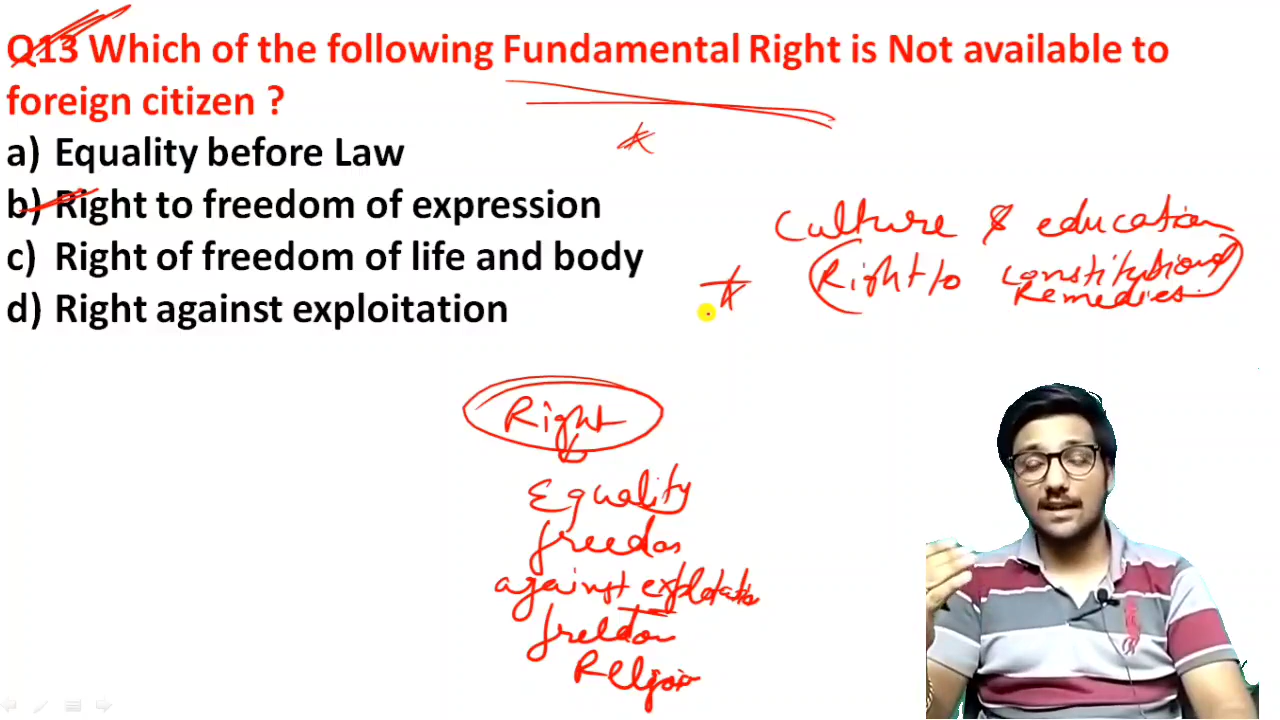 Q13 Which of the following Fundamental Right is Not available to
foreign citizen ?
a) Equality before Law
b) Right to freedom of expression
c) Right of freedom of life and body
d) Right against exploitation
Culture & education
Right to constitutional
Remedies
Right
Equality
freedom
against
freedom
Religion